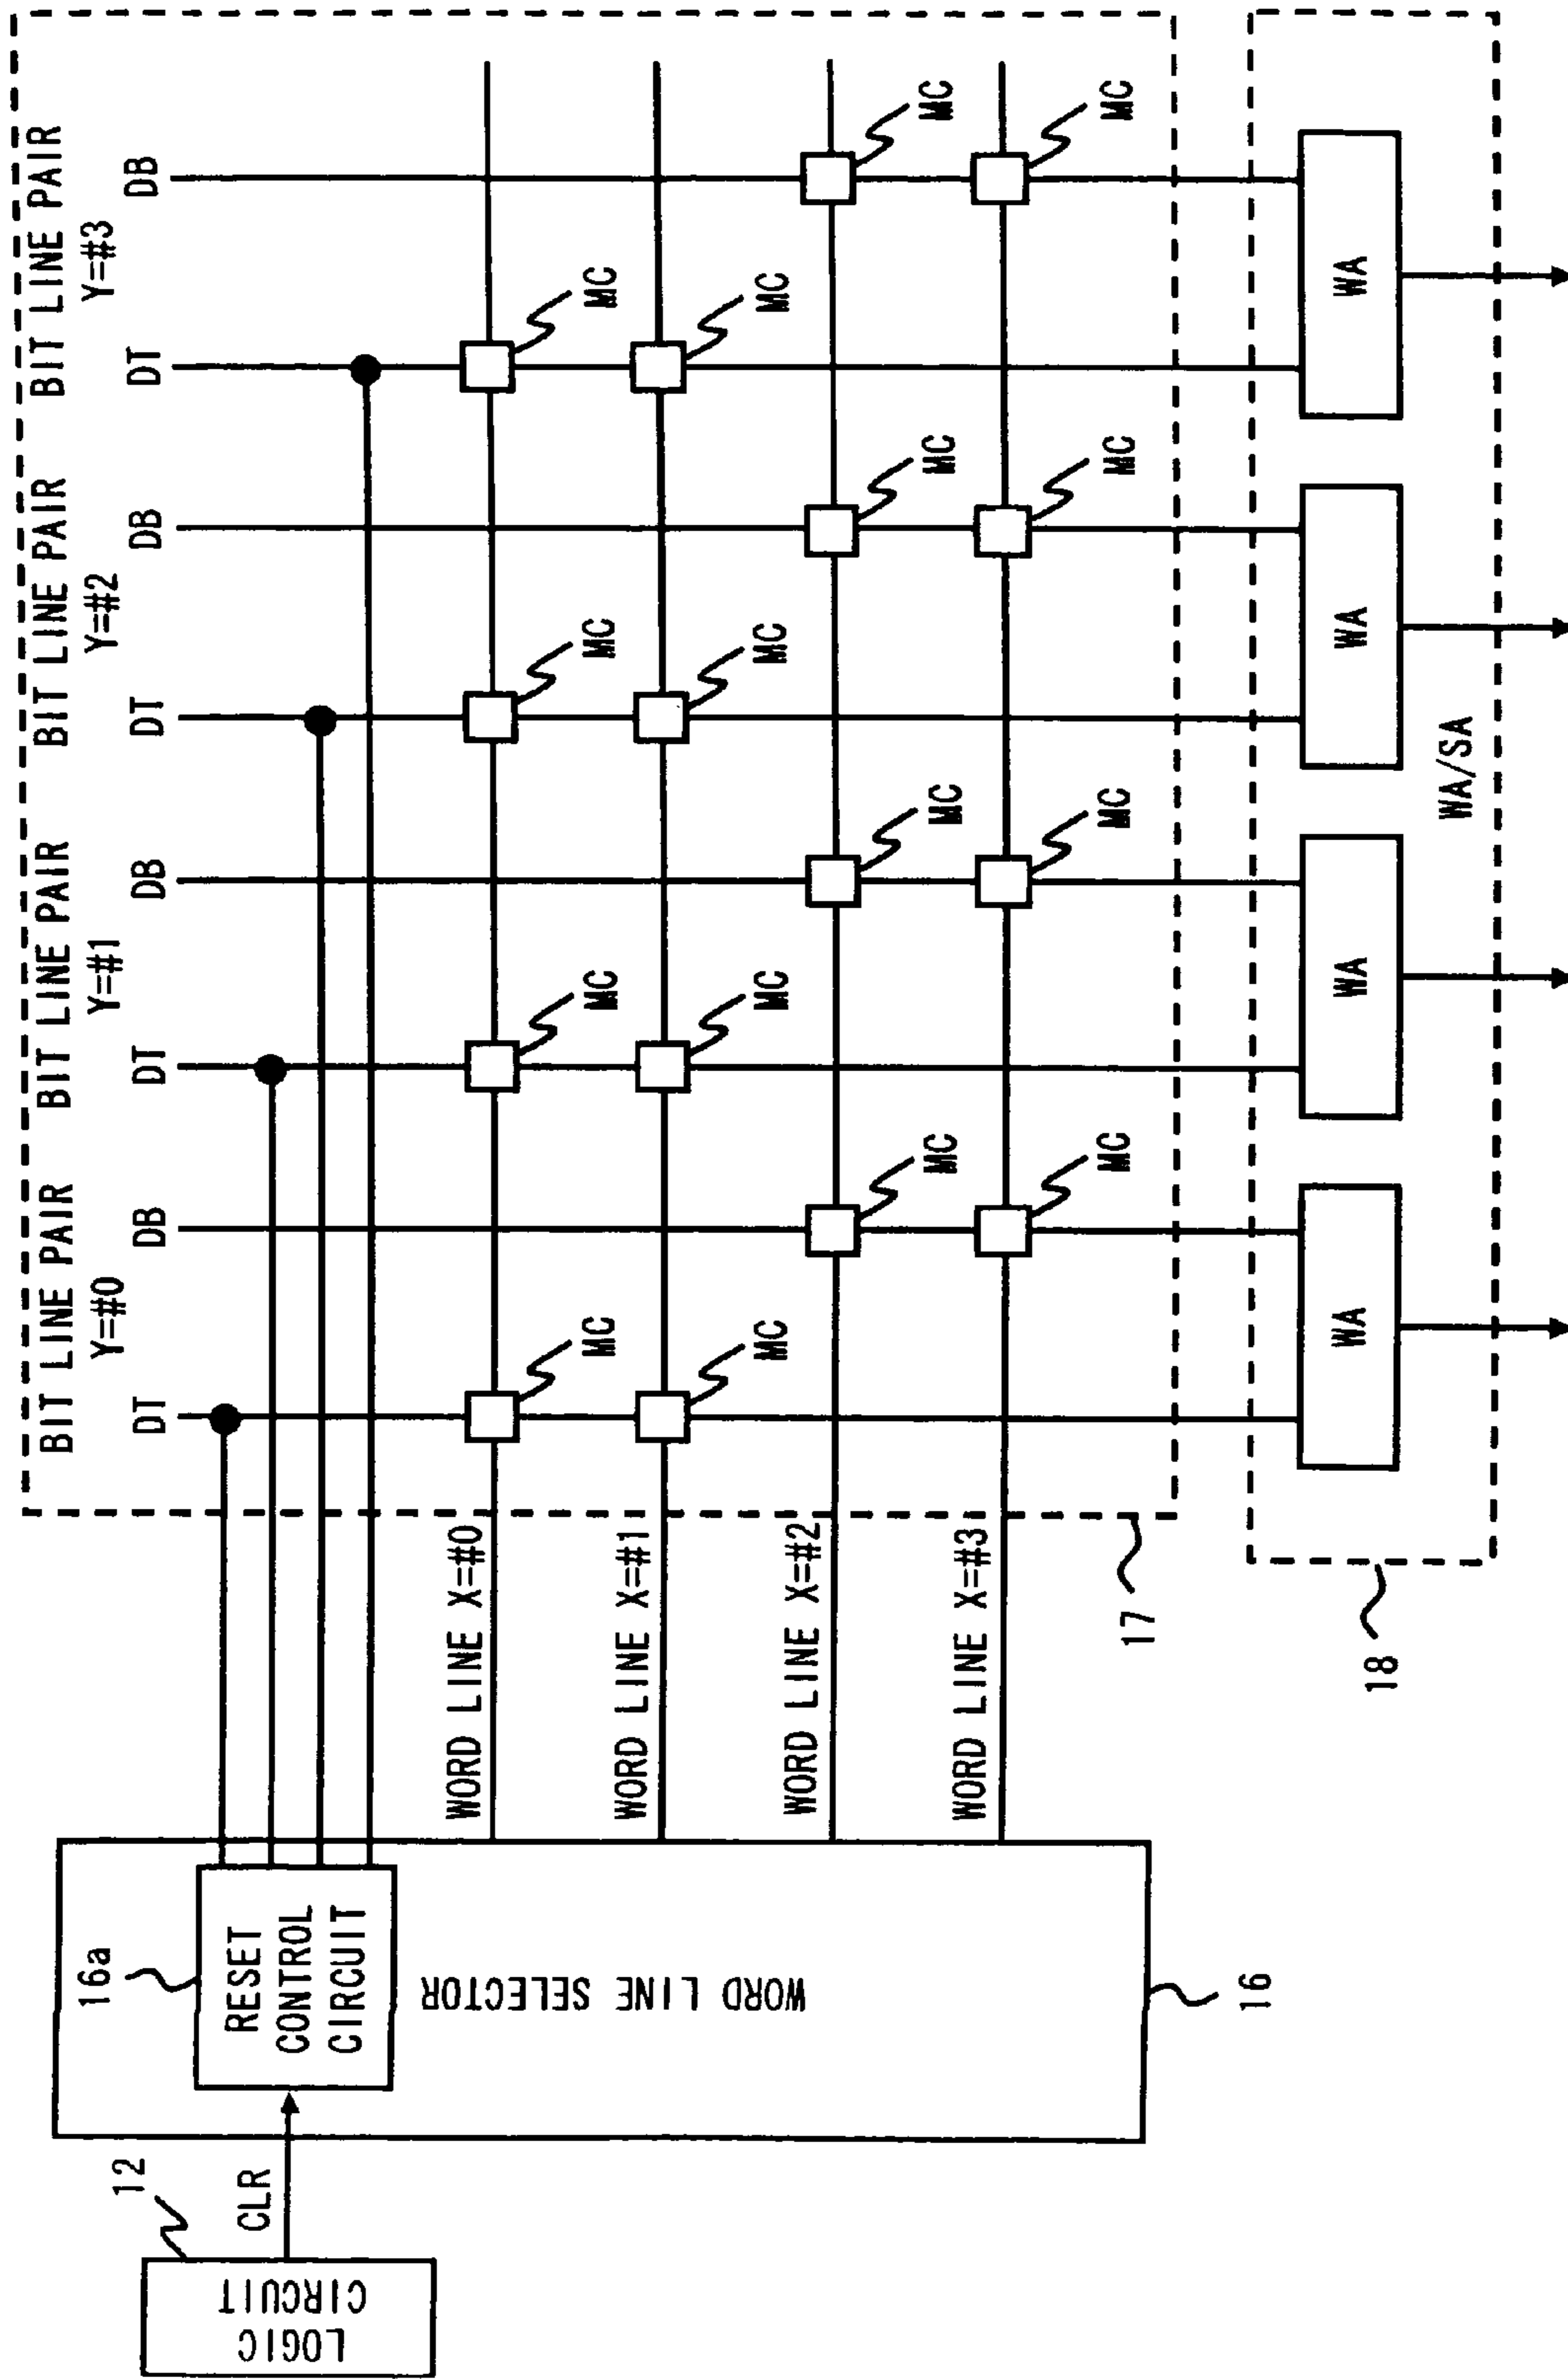 BIT LINE PAIR
Y=#0
BIT LINE PAIR
Y=#1
BIT LINE PAIR
Y=#2
BIT LINE PAIR
Y=#3
DT
DB
DT
DB
DT
DB
DT
DB
LOGIC
CIRCUIT
12
CLR
16a
RESET
CONTROL
CIRCUIT
WORD LINE SELECTOR
16
WORD LINE X=#0
MC
MC
MC
MC
WORD LINE X=#1
MC
MC
MC
MC
WORD LINE X=#2
MC
MC
MC
MC
WORD LINE X=#3
MC
MC
MC
MC
17
18
WA
WA
WA
WA
WA/SA